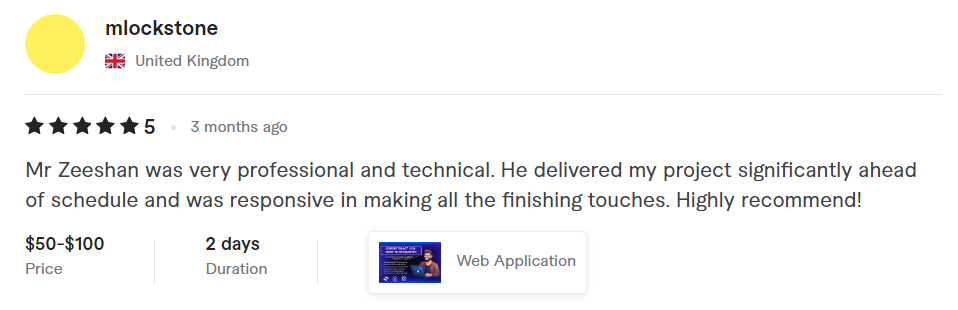 mlockstone
United Kingdom
5 • 3 months ago
Mr Zeeshan was very professional and technical. He delivered my project significantly ahead
of schedule and was responsive in making all the finishing touches. Highly recommend!
$50-$100
Price
2 days
Duration
Web Application